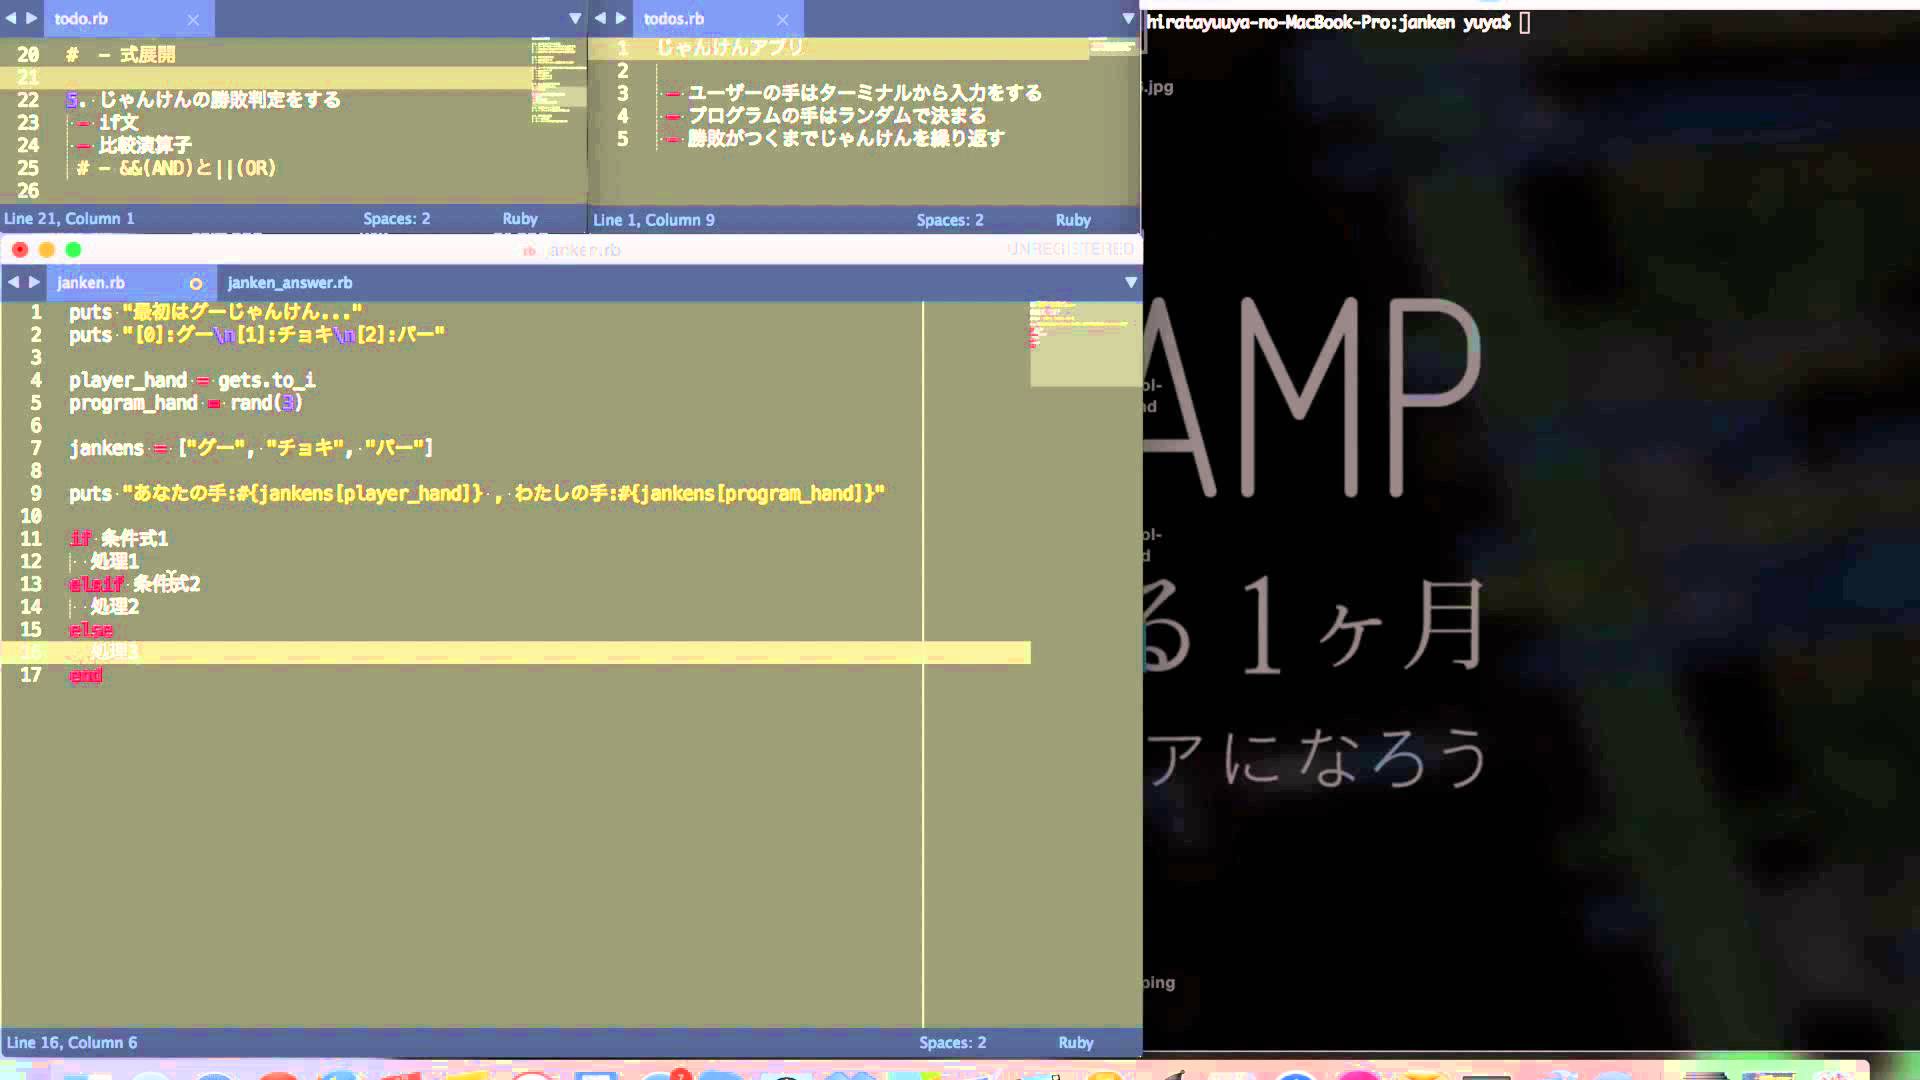 todo.rb
20 #  - 式展開
21
22 5. じゃんけんの勝敗判定をする
23 - if文
24 - 比較演算子
25 # - &&(AND)と||(OR)
26
Line 21, Column 1 Spaces: 2 Ruby
todos.rb
1 じゃんけんアプリ
2
3 - ユーザーの手はターミナルから入力をする
4 - プログラムの手はランダムで決まる
5 - 勝敗がつくまでじゃんけんを繰り返す
Line 1, Column 9 Spaces: 2 Ruby
hiratayuuya-no-MacBook-Pro:janken yuya$
janken.rb
UNREGISTERED
janken.rb janken_answer.rb
1 puts "最初はグーじゃんけん..."
2 puts "[0]:グー\n[1]:チョキ\n[2]:パー"
3
4 player_hand = gets.to_i
5 program_hand = rand(3)
6
7 jankens = ["グー", "チョキ", "パー"]
8
9 puts "あなたの手:#{jankens[player_hand]} , わたしの手:#{jankens[program_hand]}"
10
11 if 条件式1
12   処理1
13 elsif 条件式2
14   処理2
15 else
16   処理3
17 end
Line 16, Column 6 Spaces: 2 Ruby
.jpg
AMP
ol-
nd
ol-
d
る1ヶ月
アになろう
ping